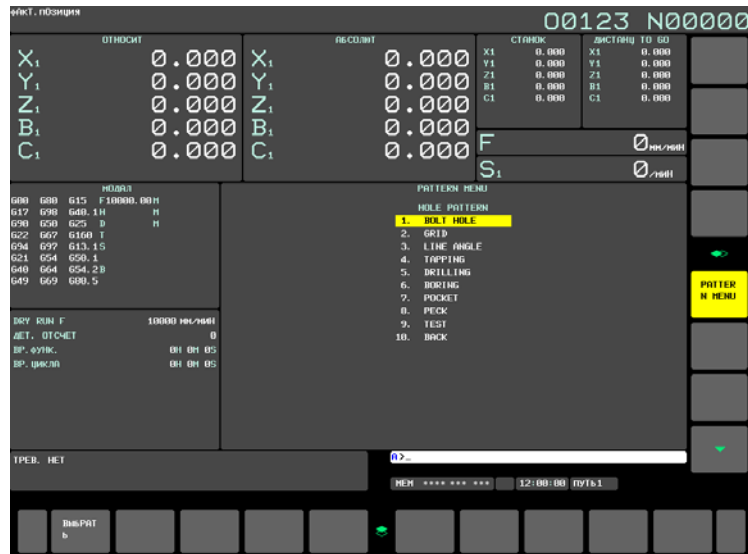 ФАКТ. ПОЗИЦИЯ
O0123 N00000
ОТНОСИТ
X1 0.000
Y1 0.000
Z1 0.000
B1 0.000
C1 0.000
АБСОЛЮТ
X1 0.000
Y1 0.000
Z1 0.000
B1 0.000
C1 0.000
СТАНОК
X1 0.000
Y1 0.000
Z1 0.000
B1 0.000
C1 0.000
ДИСТАНЦ TO GO
X1 0.000
Y1 0.000
Z1 0.000
B1 0.000
C1 0.000
F 0 ММ/МИН
S1 0 /МИН
МОДАЛ
G00 G80 G15 F10000.00 M
G17 G98 G40.1 H M
G90 G50 G25 D M
G22 G67 G160 T
G94 G97 G13.1 S
G21 G54 G50.1
G40 G64 G54.2 B
G49 G69 G80.5
DRY RUN F 10000 ММ/МИН
ДЕТ. ОТСЧЕТ 0
ВР. ФУНК. 0H 0M 0S
ВР. ЦИКЛА 0H 0M 0S
PATTERN MENU
HOLE PATTERN
1. BOLT HOLE
2. GRID
3. LINE ANGLE
4. TAPPING
5. DRILLING
6. BORING
7. POCKET
8. PECK
9. TEST
10. BACK
PATTER
N MENU
ТРЕВ. НЕТ
A>_
MEM **** *** ***
12:00:00
ПУТЬ1
ВЫБРАТ
Ь